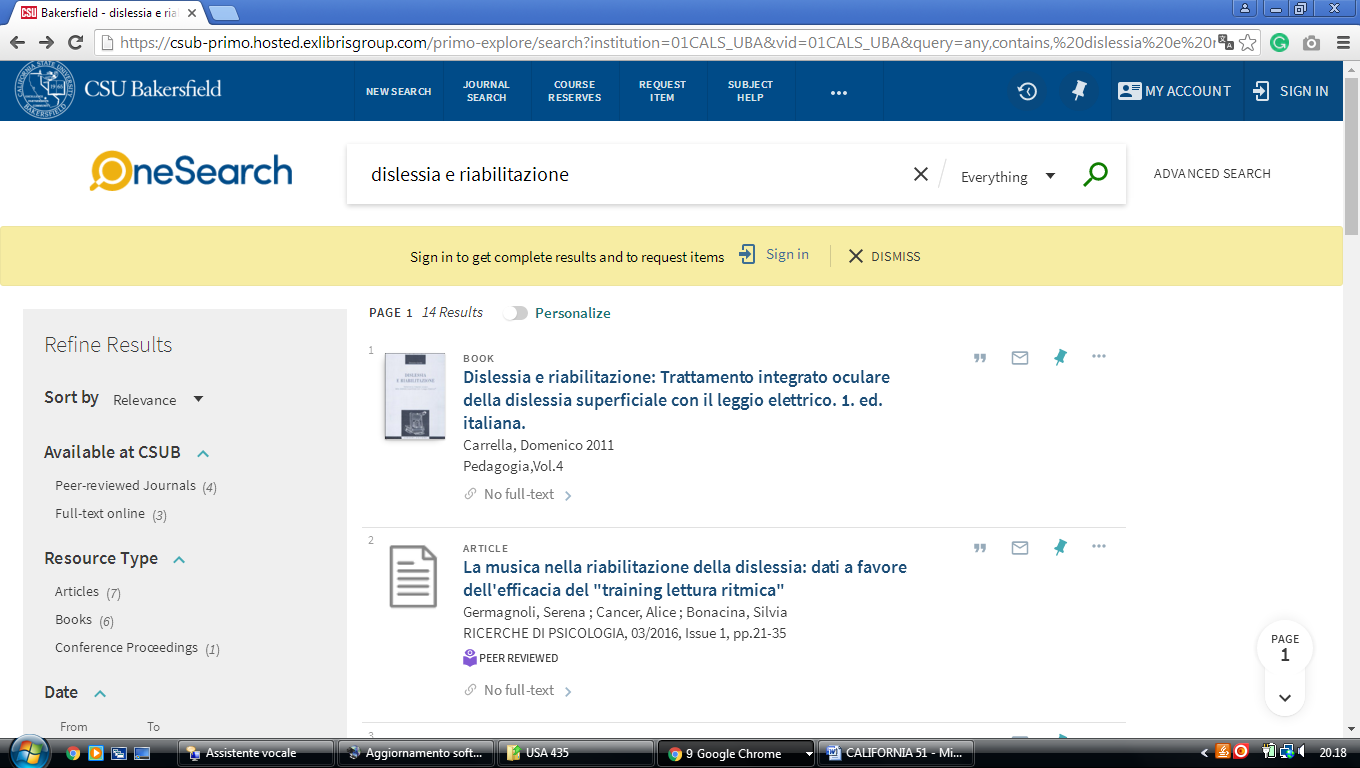 Bakersfield - dislessia e ria
https://csub-primo.hosted.exlibrisgroup.com/primo-explore/search?institution=01CALS_UBA&vid=01CALS_UBA&query=any,contains,%20dislessia%20e%20r
CSU Bakersfield
NEW SEARCH
JOURNAL SEARCH
COURSE RESERVES
REQUEST ITEM
SUBJECT HELP
MY ACCOUNT
SIGN IN
OneSearch
dislessia e riabilitazione
Everything
ADVANCED SEARCH
Sign in to get complete results and to request items
Sign in
DISMISS
Refine Results
Sort by Relevance
Available at CSUB
Peer-reviewed Journals (4)
Full-text online (3)
Resource Type
Articles (7)
Books (6)
Conference Proceedings (1)
Date
From To
PAGE 1 14 Results Personalize
1
DISLESSIA
E RIABILITAZIONE
BOOK
Dislessia e riabilitazione: Trattamento integrato oculare
della dislessia superficiale con il leggio elettrico. 1. ed.
italiana.
Carrella, Domenico 2011
Pedagogia,Vol.4
No full-text
2
ARTICLE
La musica nella riabilitazione della dislessia: dati a favore
dell'efficacia del "training lettura ritmica"
Germagnoli, Serena ; Cancer, Alice ; Bonacina, Silvia
RICERCHE DI PSICOLOGIA, 03/2016, Issue 1, pp.21-35
PEER REVIEWED
No full-text
3
PAGE
1
Assistente vocale
Aggiornamento soft...
USA 435
9 Google Chrome
CALIFORNIA 51 - Mi...
20.18